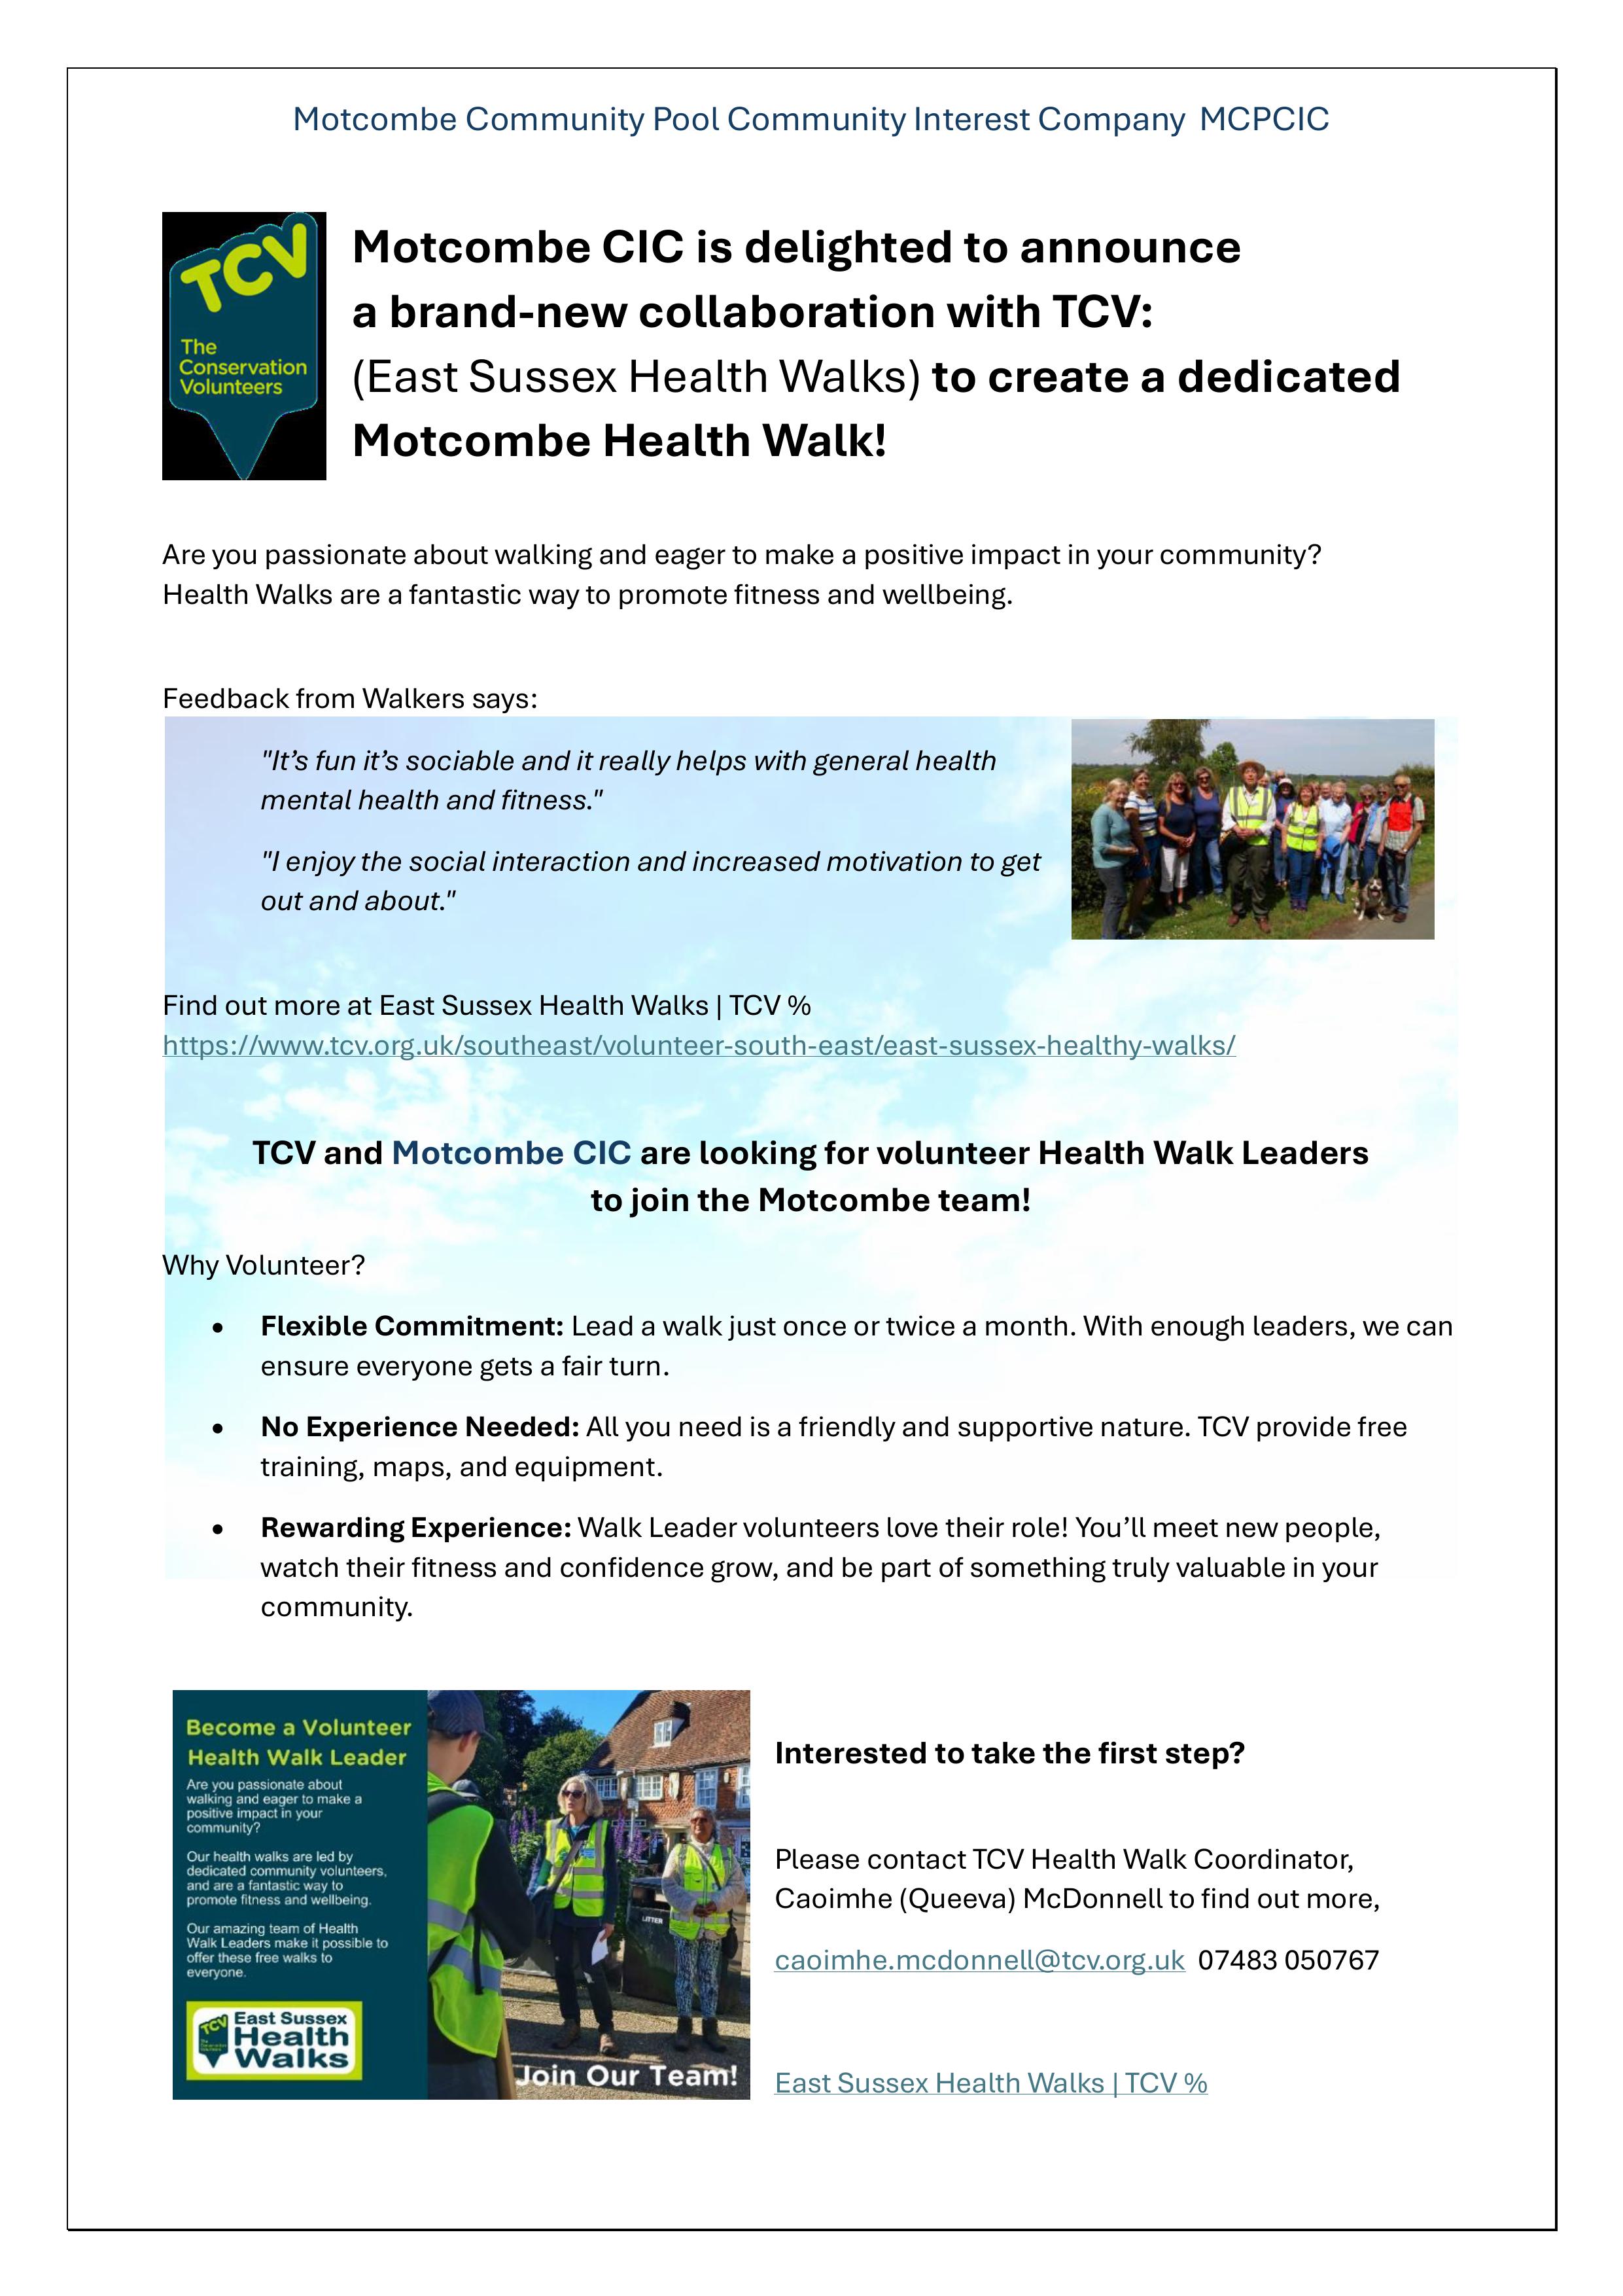 Motcombe Community Pool Community Interest Company MCPCIC
TCV
The
Conservation
Volunteers
Motcombe CIC is delighted to announce
a brand-new collaboration with TCV:
(East Sussex Health Walks) to create a dedicated
Motcombe Health Walk!
Are you passionate about walking and eager to make a positive impact in your community?
Health Walks are a fantastic way to promote fitness and wellbeing.
Feedback from Walkers says:
"It’s fun it’s sociable and it really helps with general health
mental health and fitness."
"I enjoy the social interaction and increased motivation to get
out and about."
Find out more at East Sussex Health Walks | TCV %
https://www.tcv.org.uk/southeast/volunteer-south-east/east-sussex-healthy-walks/
TCV and Motcombe CIC are looking for volunteer Health Walk Leaders
to join the Motcombe team!
Why Volunteer?
• Flexible Commitment: Lead a walk just once or twice a month. With enough leaders, we can
ensure everyone gets a fair turn.
• No Experience Needed: All you need is a friendly and supportive nature. TCV provide free
training, maps, and equipment.
• Rewarding Experience: Walk Leader volunteers love their role! You’ll meet new people,
watch their fitness and confidence grow, and be part of something truly valuable in your
community.
Become a Volunteer
Health Walk Leader
Are you passionate about
walking and eager to make a
positive impact in your
community?
Our health walks are led by
dedicated community volunteers,
and are a fantastic way to
promote fitness and wellbeing.
Our amazing team of Health
Walk Leaders make it possible to
offer these free walks to
everyone.
TCV
East Sussex
Health
Walks
LITTER
Join Our Team!
Interested to take the first step?
Please contact TCV Health Walk Coordinator,
Caoimhe (Queeva) McDonnell to find out more,
caoimhe.mcdonnell@tcv.org.uk 07483 050767
East Sussex Health Walks | TCV %